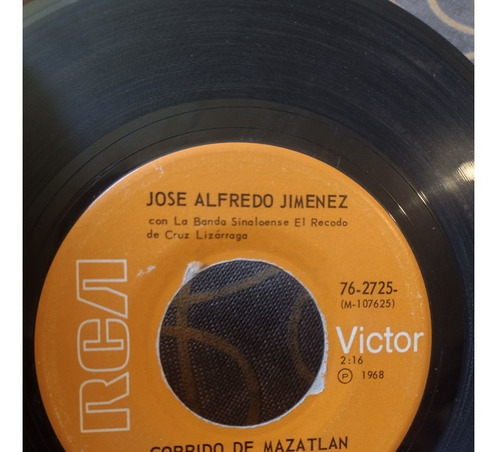 JOSE ALFREDO JIMENEZ
con La Banda Sinaloense El Recodo
de Cruz Lizárraga
76-2725-
(M-107625)
RCA
Victor
2:16
Ⓟ 1968
CORRIDO DE MAZATLAN